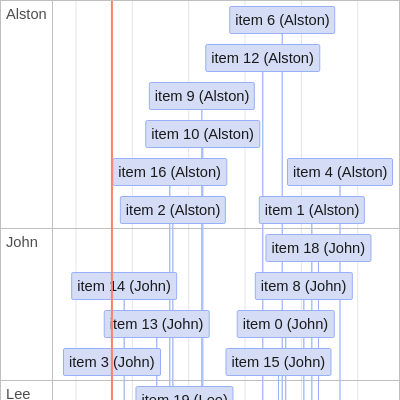 Alston
item 6 (Alston)
item 12 (Alston)
item 9 (Alston)
item 10 (Alston)
item 16 (Alston)
item 4 (Alston)
item 2 (Alston)
item 1 (Alston)
John
item 18 (John)
item 14 (John)
item 8 (John)
item 13 (John)
item 0 (John)
item 3 (John)
item 15 (John)
Lee
item 19 (Lee)